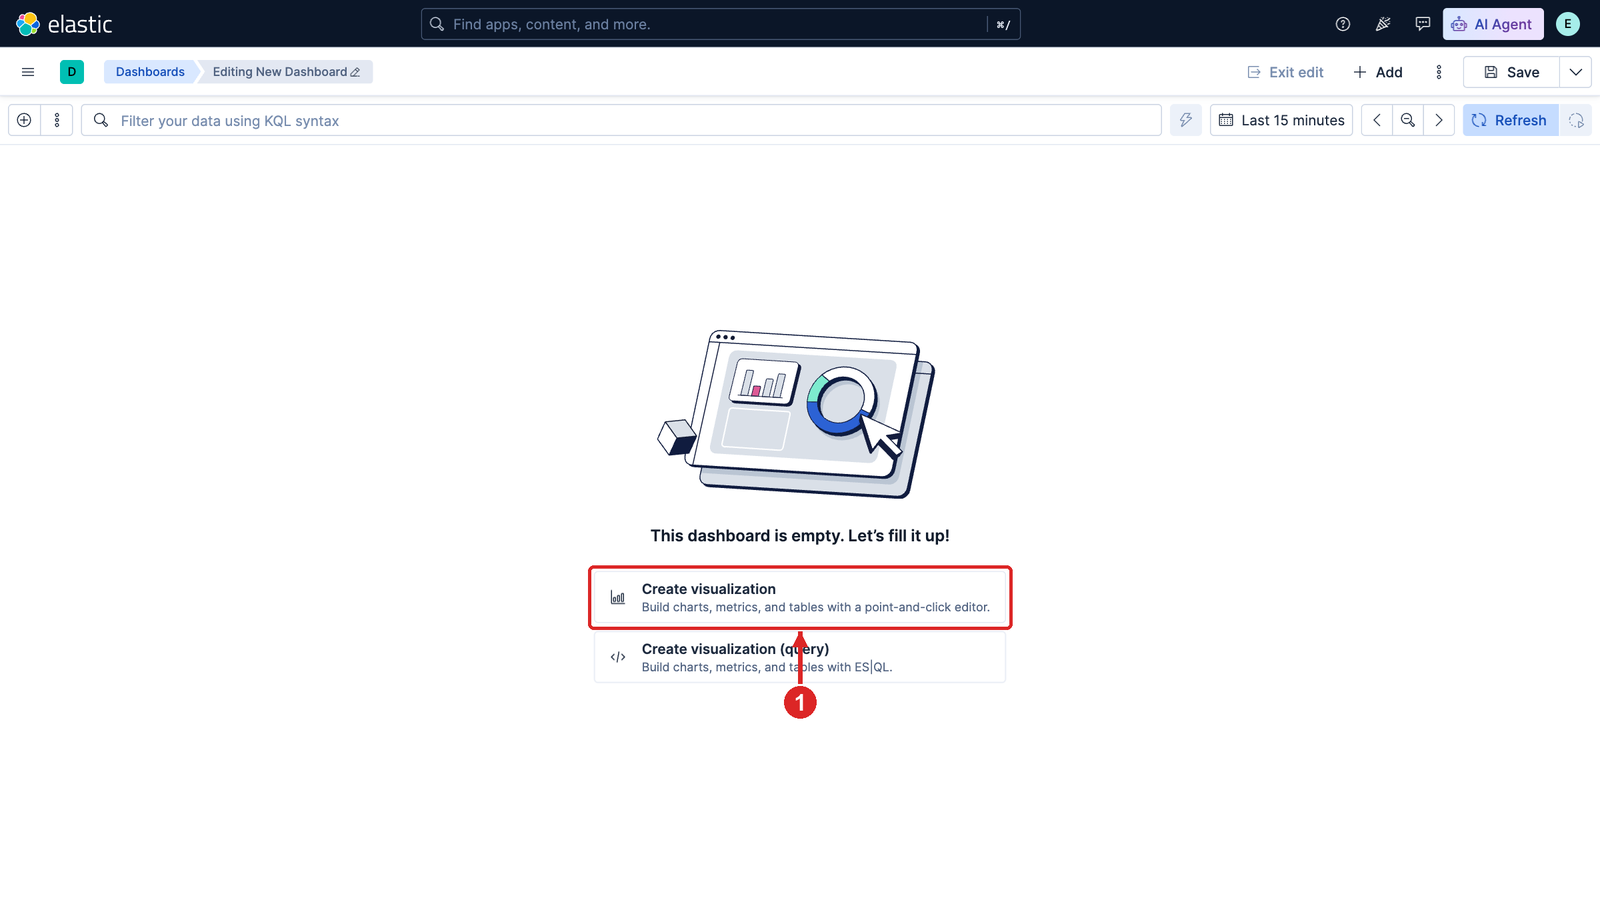 elastic
Find apps, content, and more.
⌘/
AI Agent
E
D
Dashboards
Editing New Dashboard
Exit edit
Add
Save
Filter your data using KQL syntax
Last 15 minutes
Refresh
This dashboard is empty. Let’s fill it up!
Create visualization
Build charts, metrics, and tables with a point-and-click editor.
Create visualization (query)
Build charts, metrics, and tables with ES|QL.
1